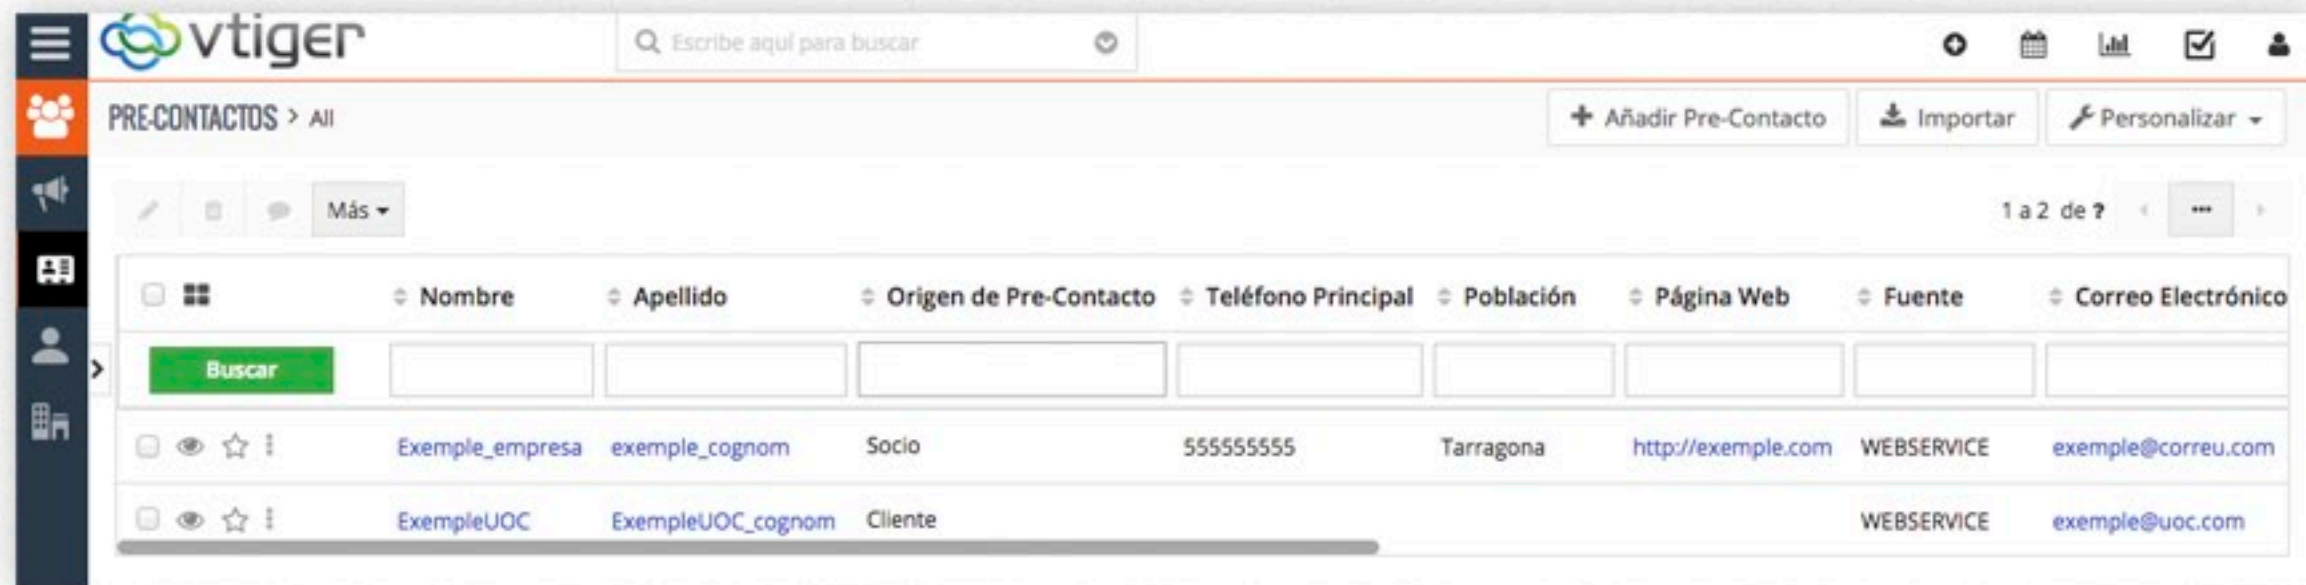 vtiger
Escribe aquí para buscar
PRE-CONTACTOS > All
Añadir Pre-Contacto
Importar
Personalizar
Más
1 a 2 de ?
Nombre Apellido Origen de Pre-Contacto Teléfono Principal Población Página Web Fuente Correo Electrónico
Buscar
Exemple_empresa exemple_cognom Socio 555555555 Tarragona http://exemple.com WEBSERVICE exemple@correu.com
ExempleUOC ExempleUOC_cognom Cliente WEBSERVICE exemple@uoc.com